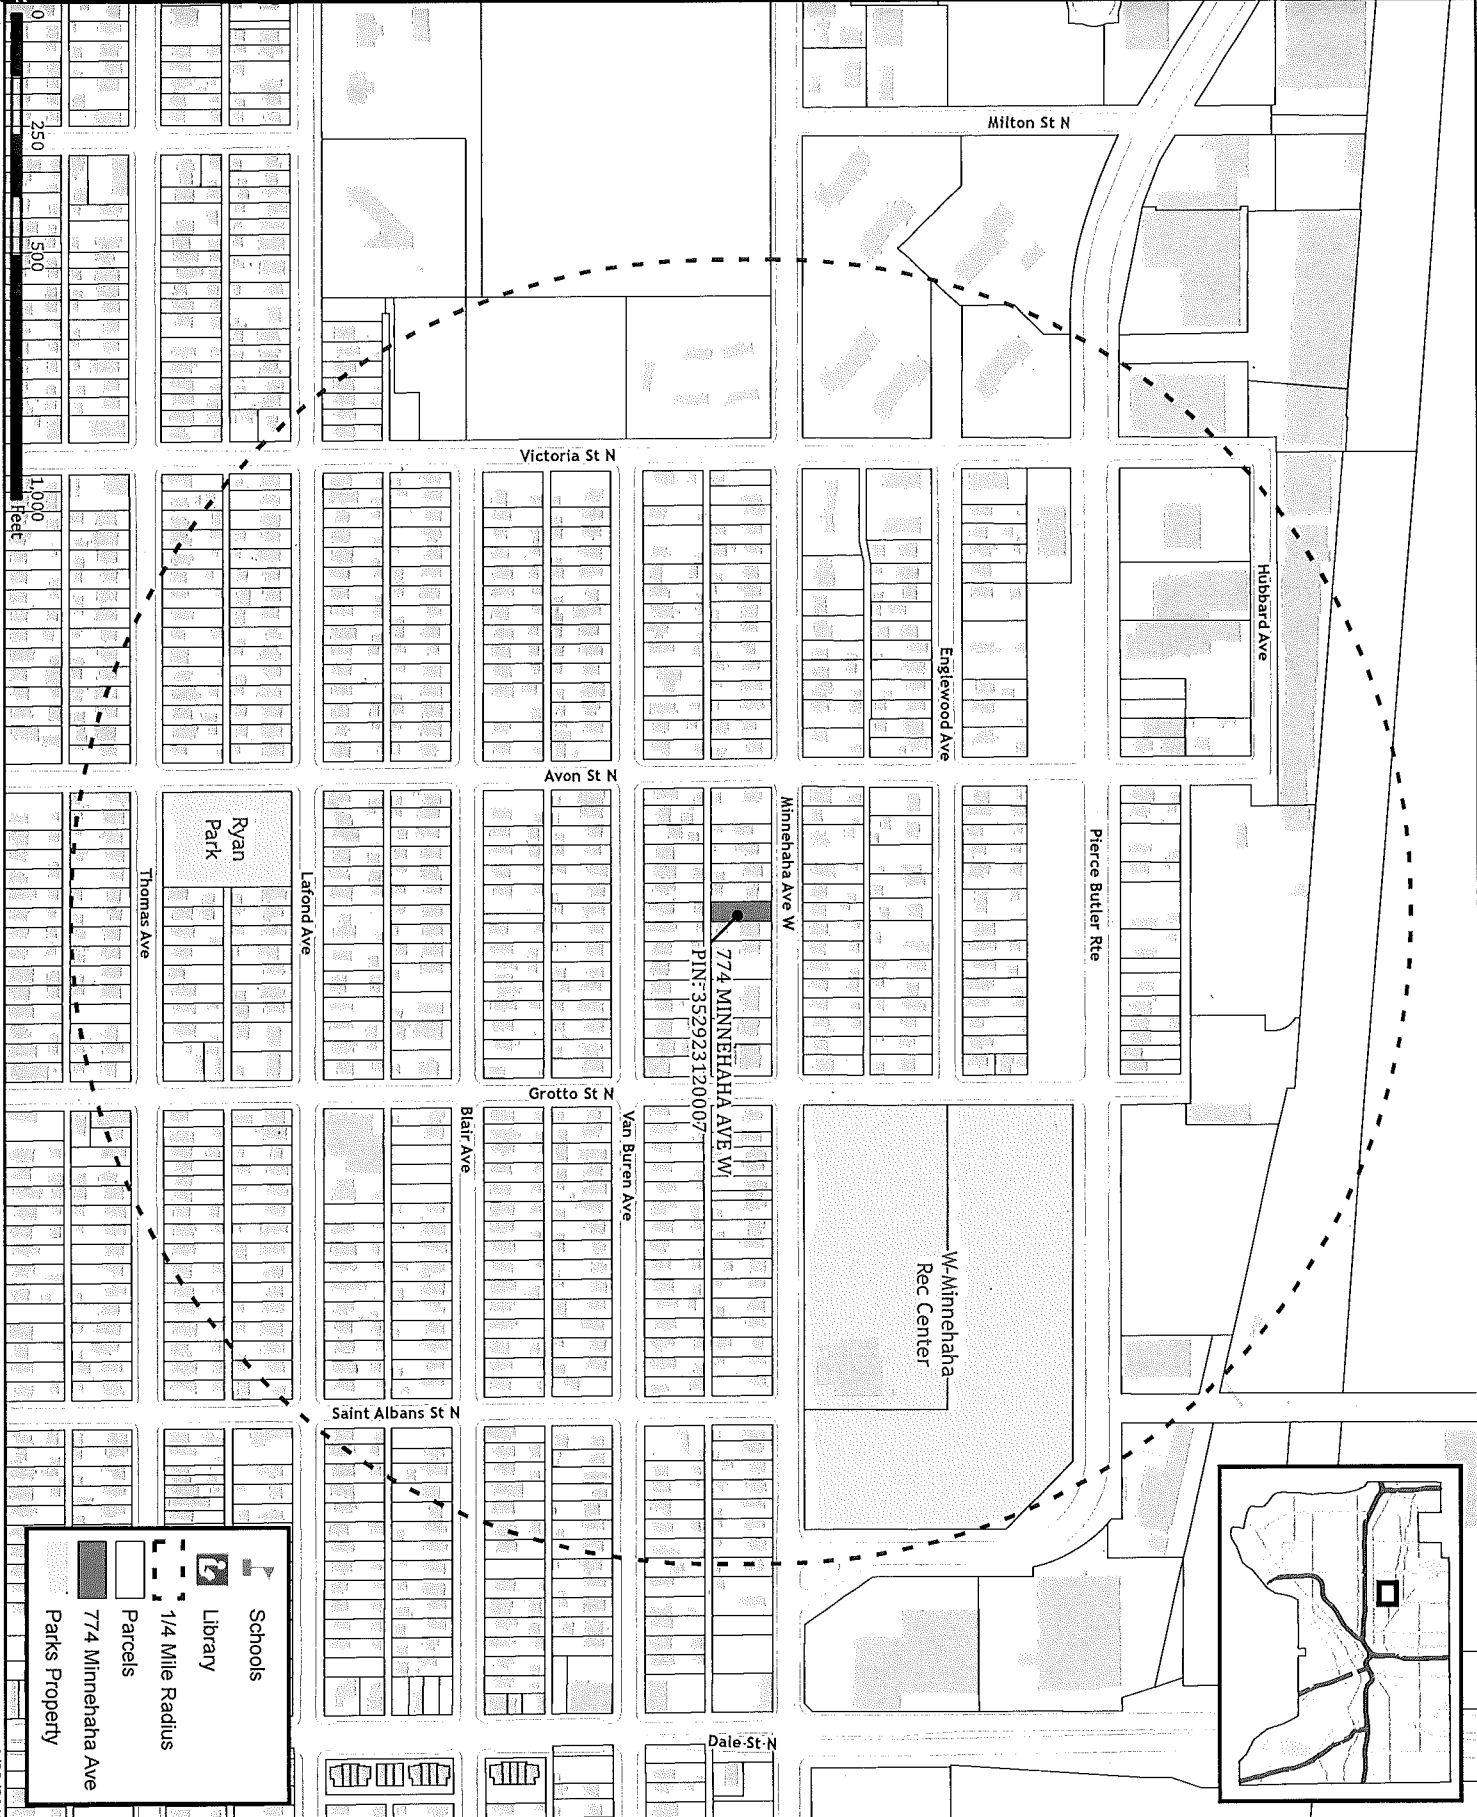 Milton St N
Victoria St N
Hubbard Ave
Englewood Ave
Avon St N
Minnehaha Ave W
Pierce Butler Rte
Ryan
Park
Thomas Ave
Lafond Ave
774 MINNEHAHA AVE W
PIN: 352923120007
Grotto St N
Blair Ave
Van Buren Ave
W-Minnehaha
Rec Center
Saint Albans St N
Dale St N
0
250
500
1,000
Feet
Schools
Library
1/4 Mile Radius
Parcels
774 Minnehaha Ave
Parks Property